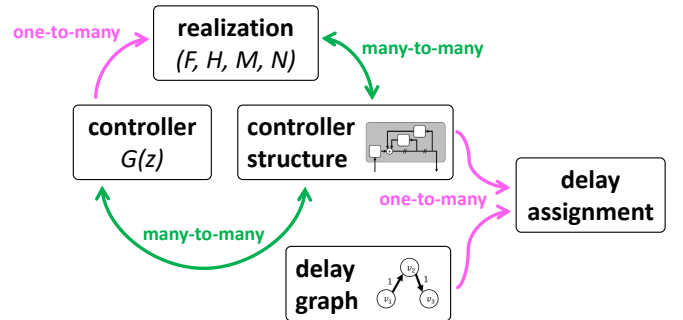 realization
(F, H, M, N)
one-to-many
many-to-many
controller
G(z)
controller
structure
+
one-to-many
delay
assignment
many-to-many
delay
graph
v₂
1
1
v₁
v₃